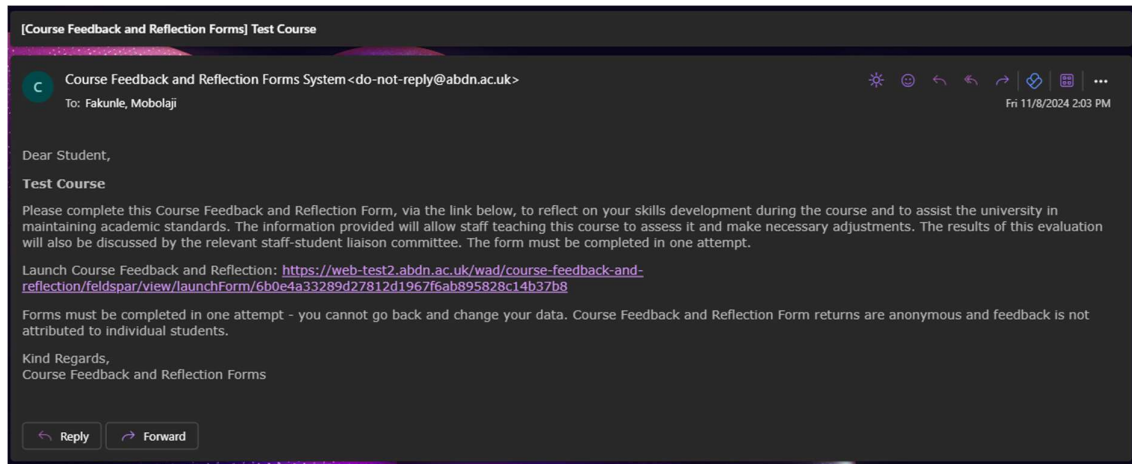 [Course Feedback and Reflection Forms] Test Course
C
Course Feedback and Reflection Forms System<do-not-reply@abdn.ac.uk>
To: Fakunle, Mobolaji
Fri 11/8/2024 2:03 PM
Dear Student,
Test Course
Please complete this Course Feedback and Reflection Form, via the link below, to reflect on your skills development during the course and to assist the university in
maintaining academic standards. The information provided will allow staff teaching this course to assess it and make necessary adjustments. The results of this evaluation
will also be discussed by the relevant staff-student liaison committee. The form must be completed in one attempt.
Launch Course Feedback and Reflection: https://web-test2.abdn.ac.uk/wad/course-feedback-and-
reflection/feldspar/view/launchForm/6b0e4a33289d27812d1967f6ab895828c14b37b8
Forms must be completed in one attempt - you cannot go back and change your data. Course Feedback and Reflection Form returns are anonymous and feedback is not
attributed to individual students.
Kind Regards,
Course Feedback and Reflection Forms
Reply
Forward